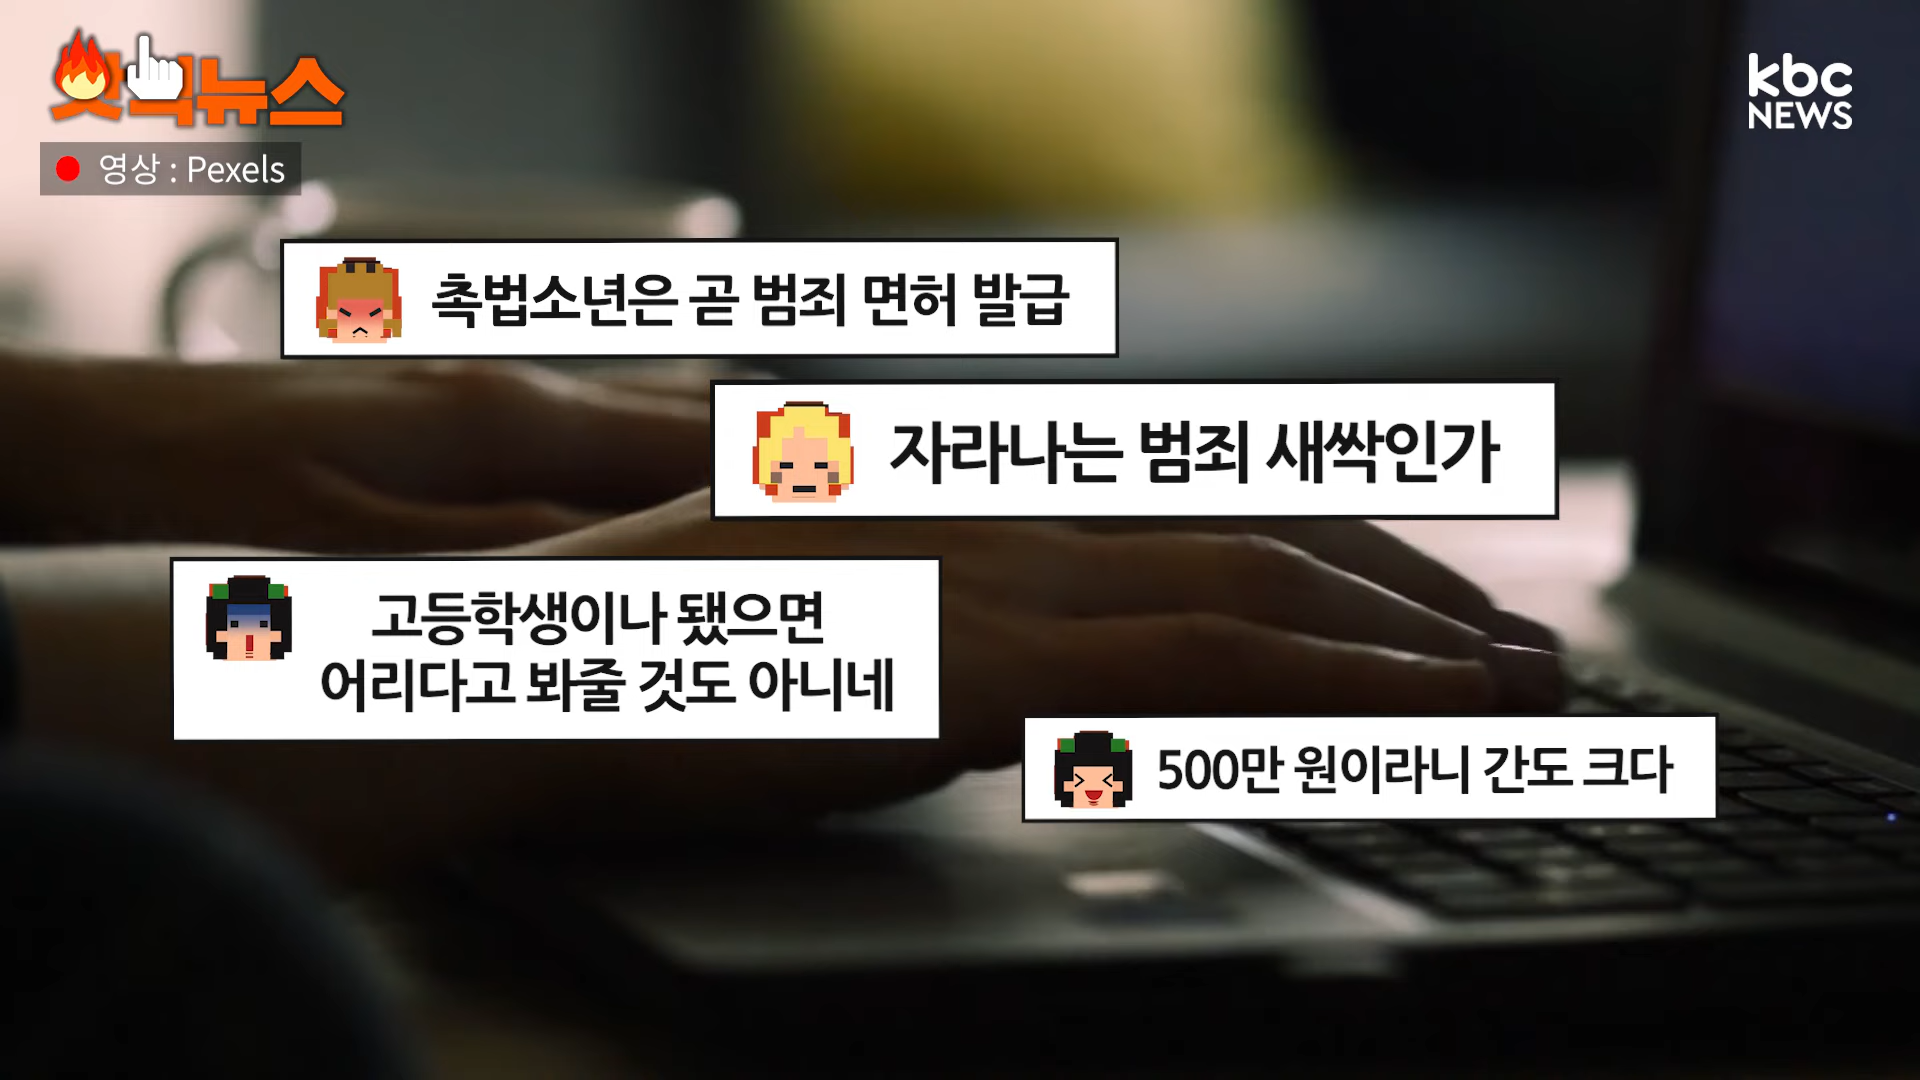 핫픽뉴스
kbc
NEWS
영상 : Pexels
촉법소년은 곧 범죄 면허 발급
자라나는 범죄 새싹인가
고등학생이나 됐으면
어리다고 봐줄 것도 아니네
500만 원이라니 간도 크다